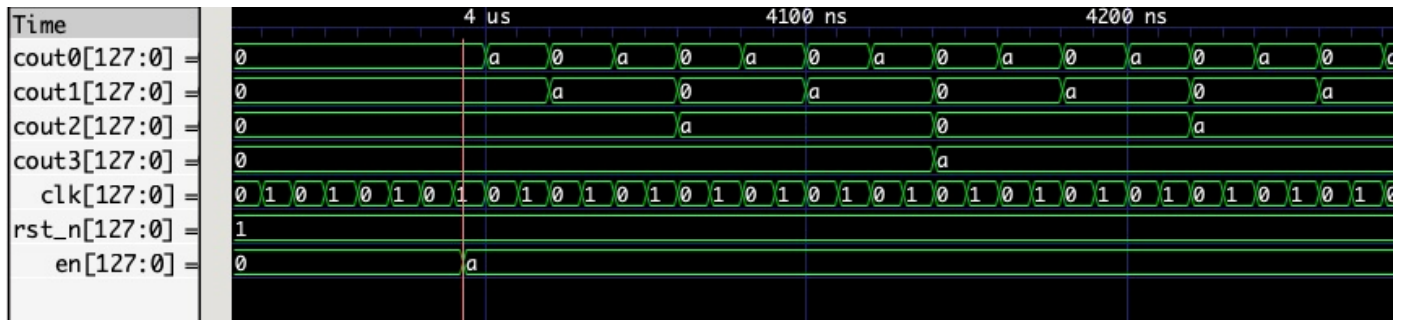 Time 4 us 4100 ns 4200 ns
cout0[127:0] = 0 a 0 a 0 a 0 a 0 a 0 a 0 a 0
cout1[127:0] = 0 a 0 a 0 a 0 a
cout2[127:0] = 0 a 0 a
cout3[127:0] = 0 a
clk[127:0] = 0 1 0 1 0 1 0 1 0 1 0 1 0 1 0 1 0 1 0 1 0 1 0 1 0 1 0 1 0 1 0 1 0 1 0 1
rst_n[127:0] = 1
en[127:0] = 0 a